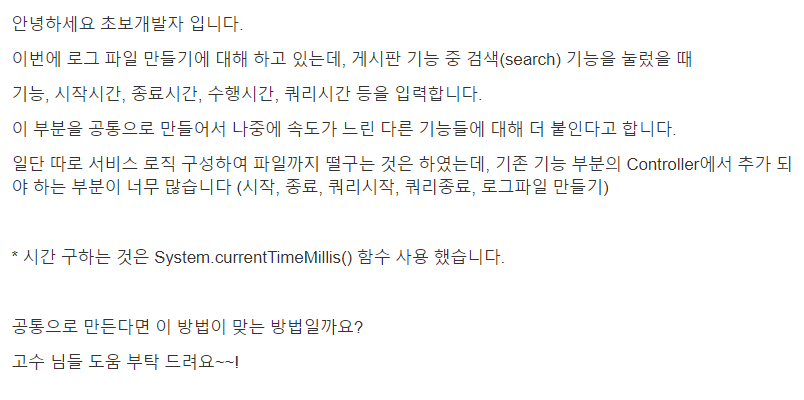 안녕하세요 초보개발자 입니다.
이번에 로그 파일 만들기에 대해 하고 있는데, 게시판 기능 중 검색(search) 기능을 눌렀을 때
기능, 시작시간, 종료시간, 수행시간, 쿼리시간 등을 입력합니다.
이 부분을 공통으로 만들어서 나중에 속도가 느린 다른 기능들에 대해 더 붙인다고 합니다.
일단 따로 서비스 로직 구성하여 파일까지 떨구는 것은 하였는데, 기존 기능 부분의 Controller에서 추가 되
야 하는 부분이 너무 많습니다 (시작, 종료, 쿼리시작, 쿼리종료, 로그파일 만들기)
* 시간 구하는 것은 System.currentTimeMillis() 함수 사용 했습니다.
공통으로 만든다면 이 방법이 맞는 방법일까요?
고수 님들 도움 부탁 드려요~~!